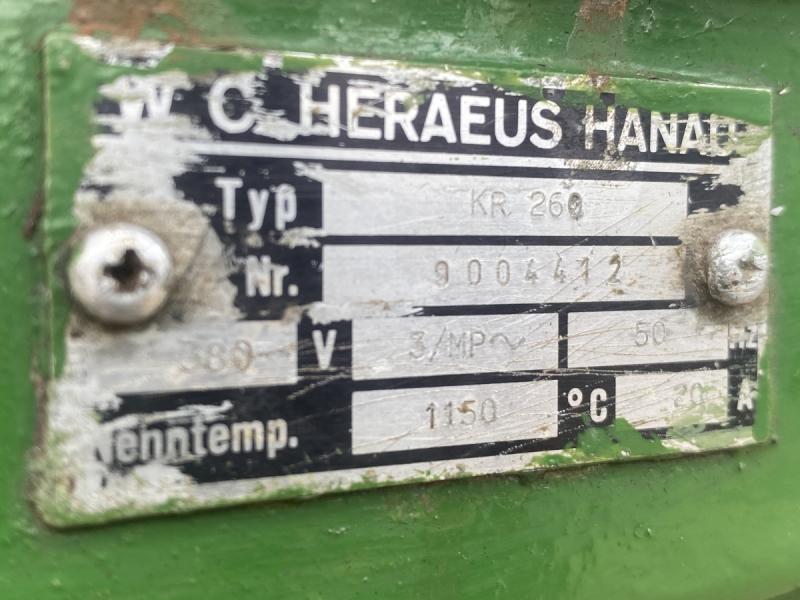 W C HERAEUS HANAU
Typ KR 260
Nr. 9004412
380 V 3/MP~ 50 Hz
Nenntemp. 1150 °C 20 A